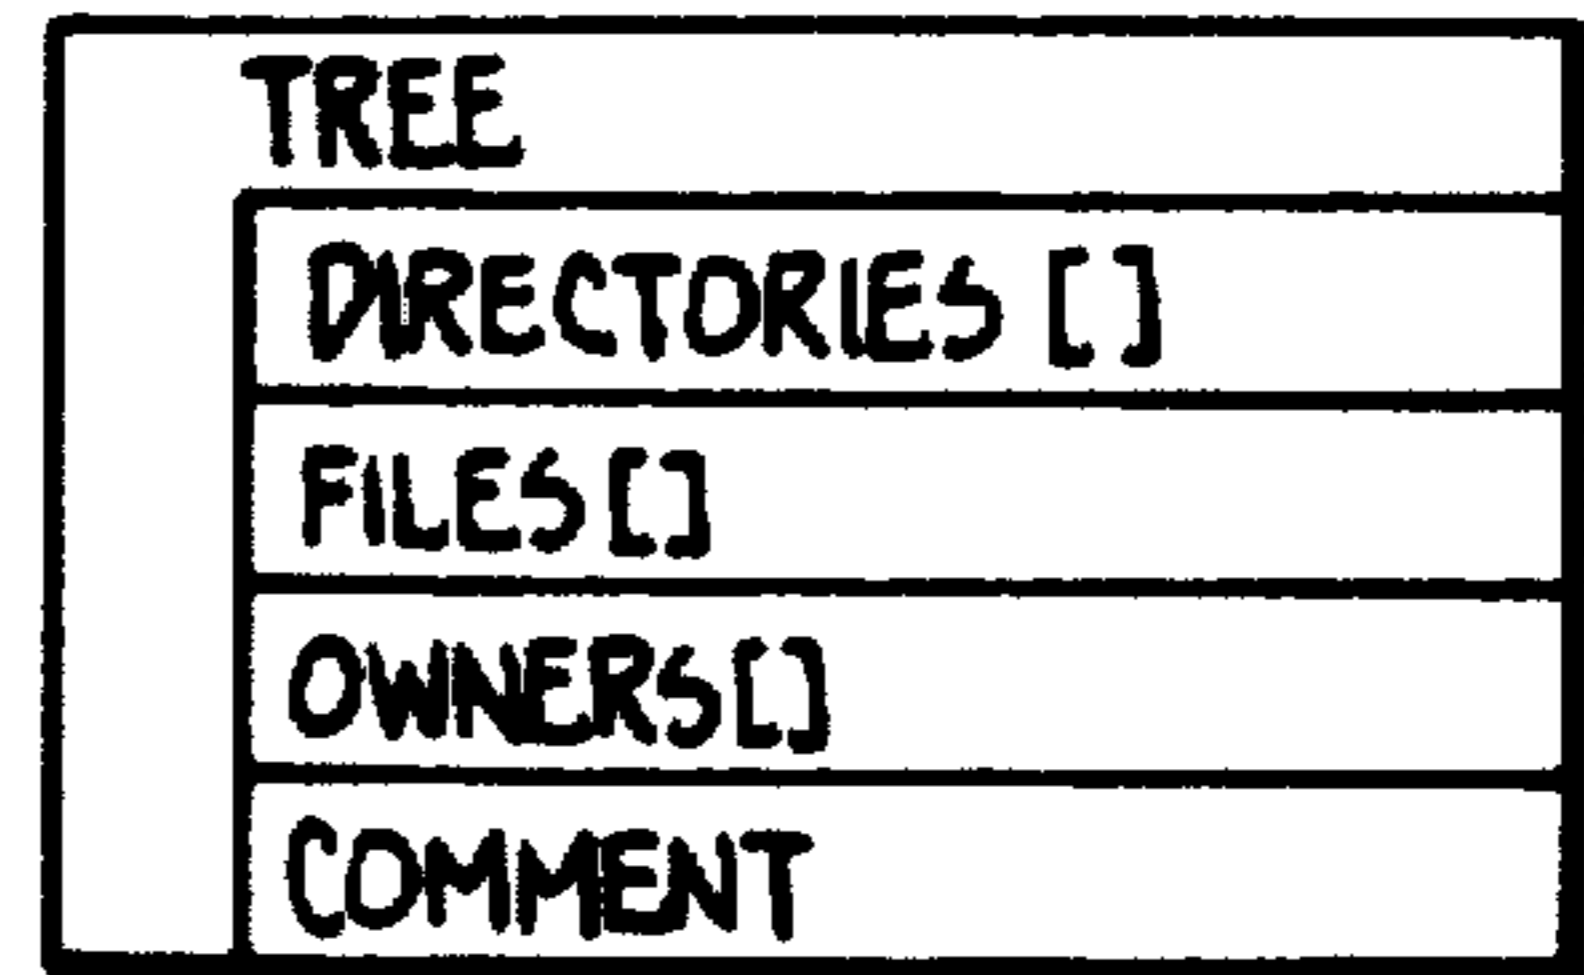 TREE
DIRECTORIES []
FILES []
OWNERS []
COMMENT